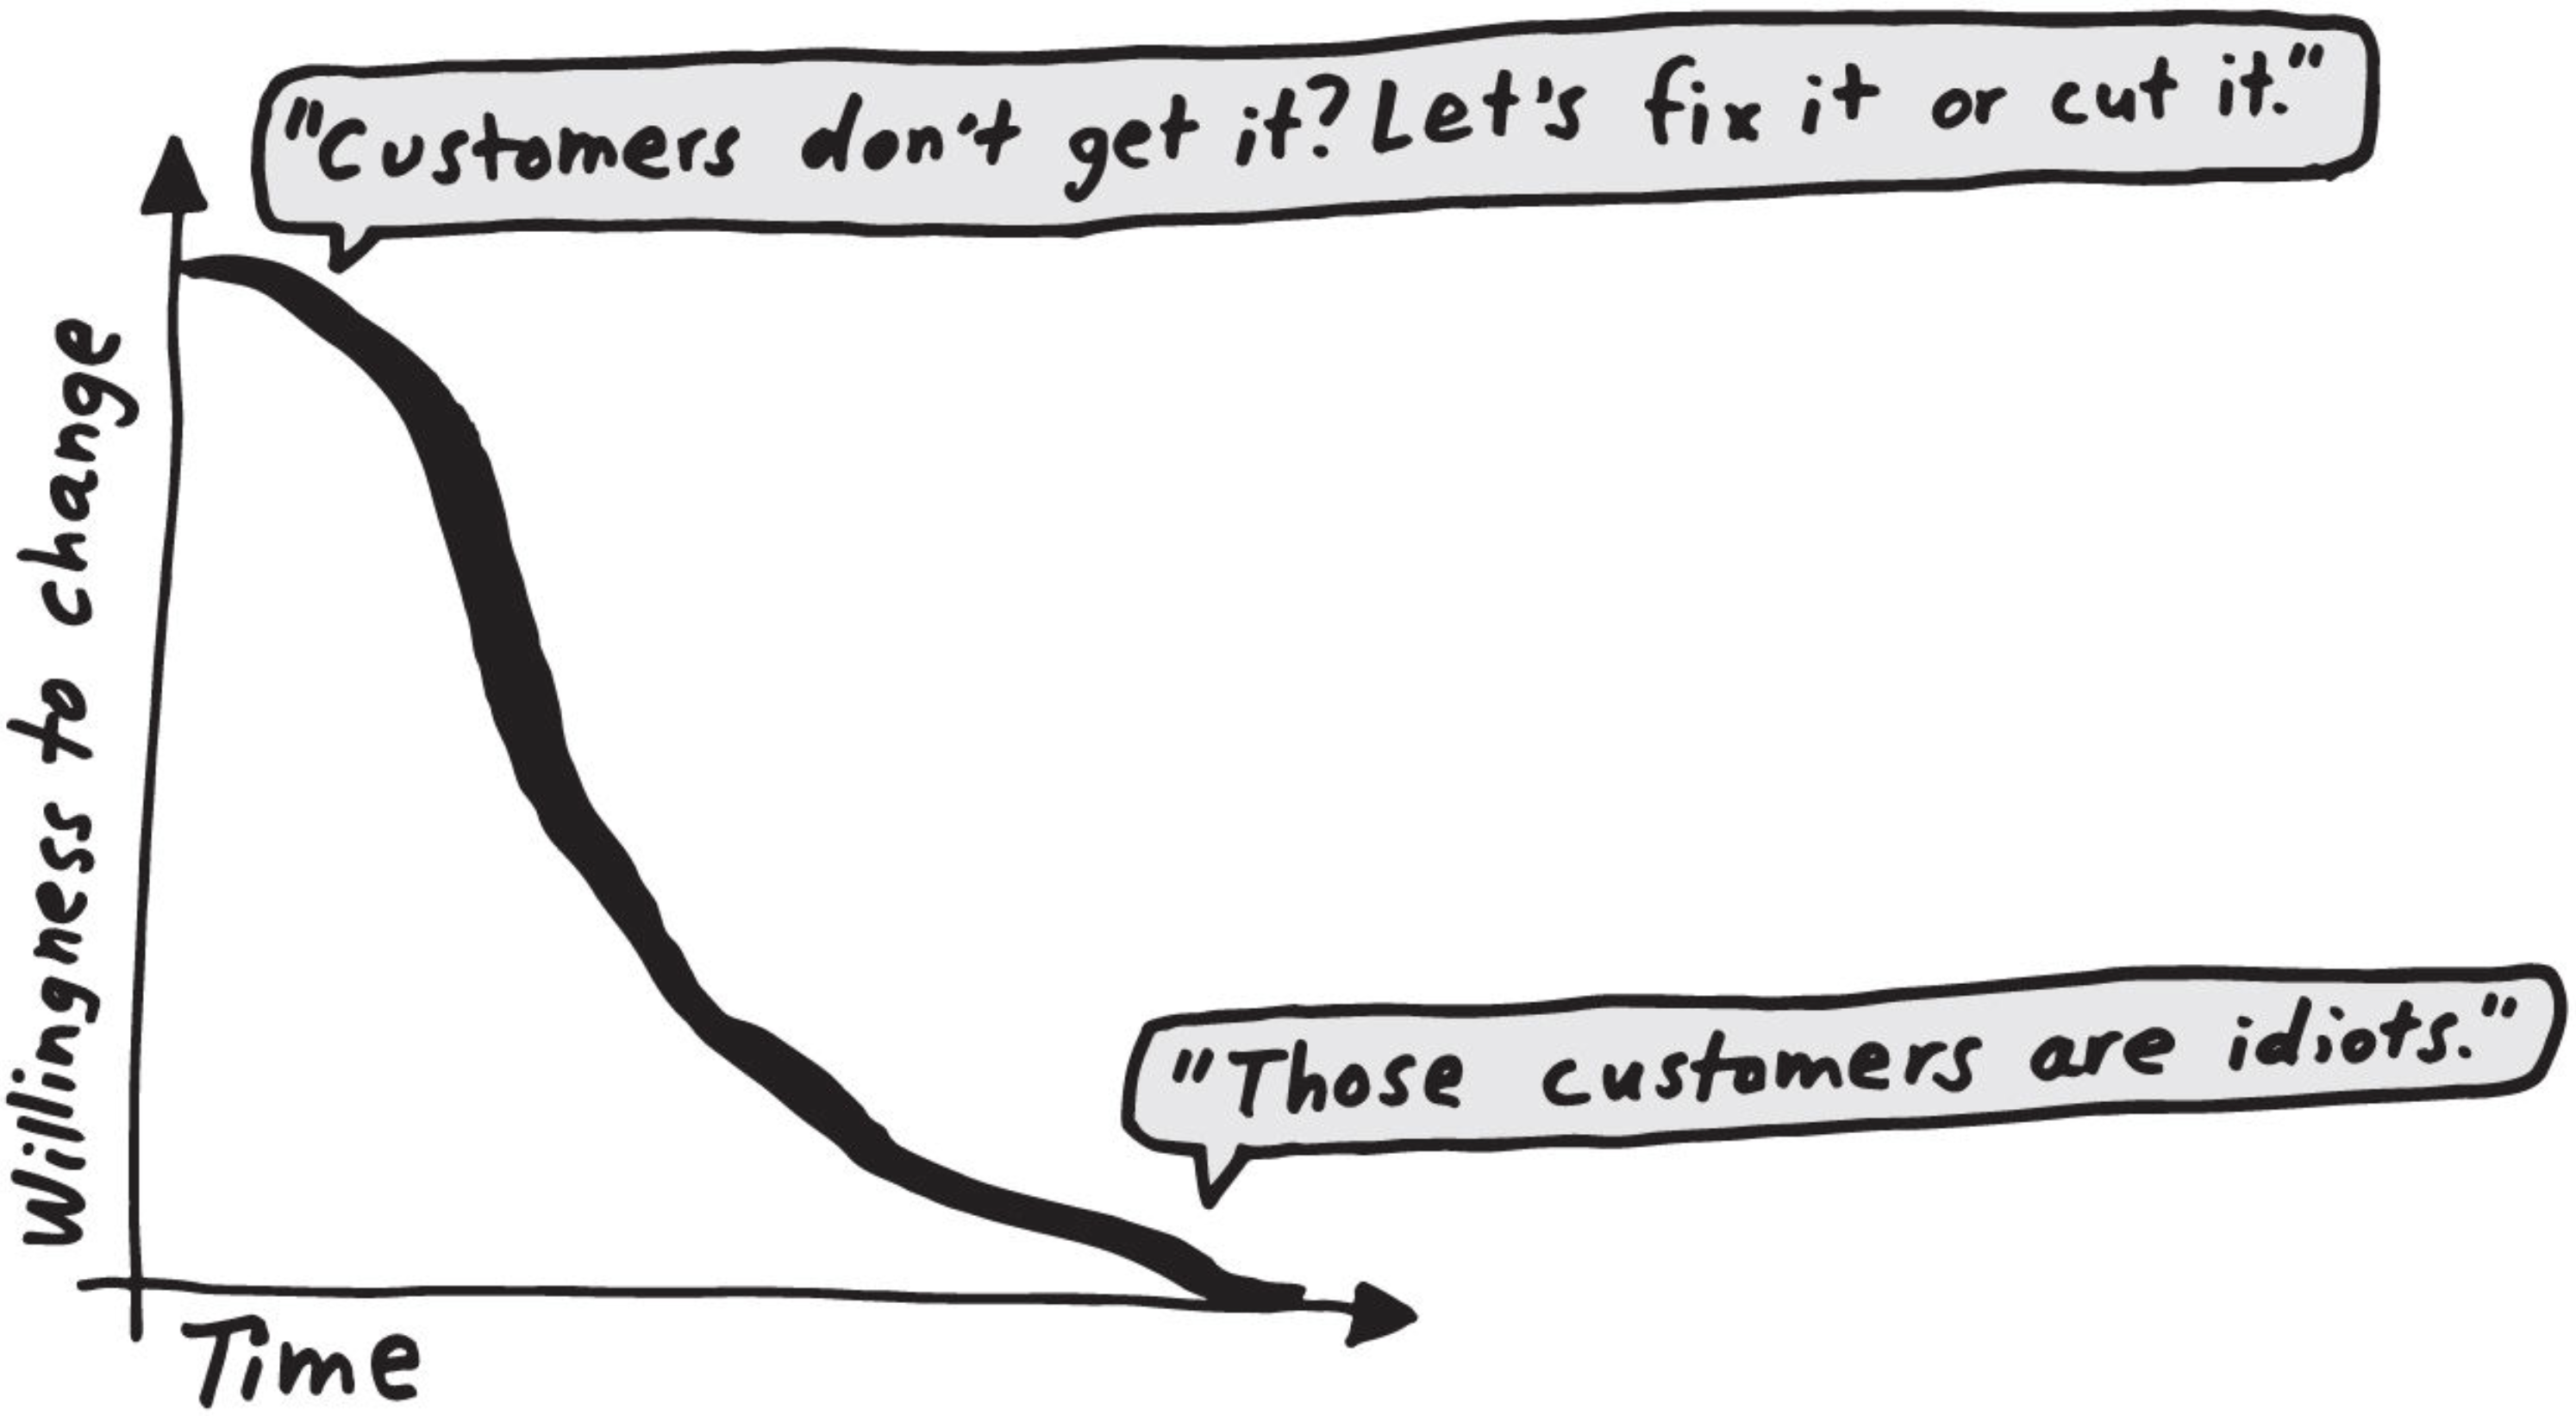 "Customers don't get it? Let's fix it or cut it."
Willingness to change
"Those customers are idiots."
Time